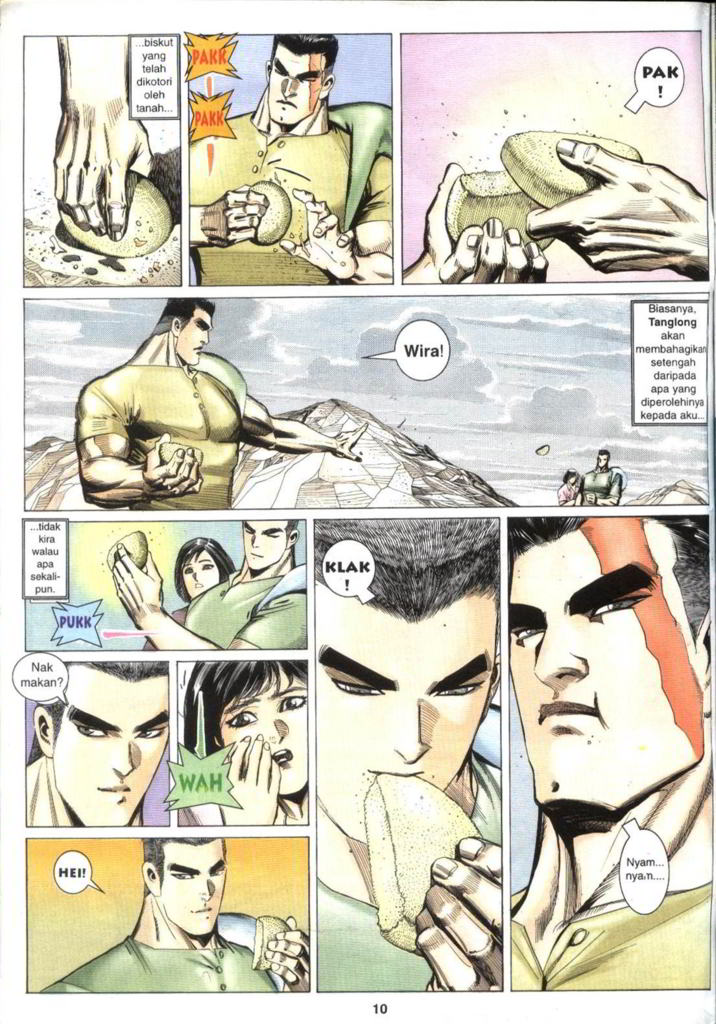 ...biskut
yang
telah
dikotori
oleh
tanah...
PAKK
!
PAKK
!
PAK
!
Wira!
Biasanya,
Tanglong
akan
membahagikan
setengah
daripada
apa yang
diperolehinya
kepada aku...
...tidak
kira
walau
apa
sekali-
pun.
PUKK
Nak
makan?
WAH
HEI!
KLAK
!
Nyam...
nyam....
10